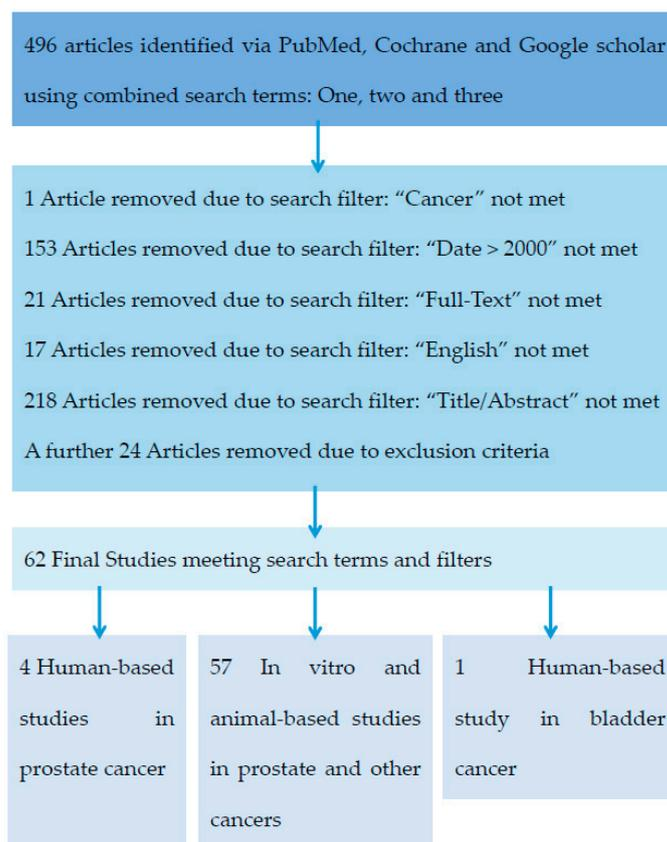 496 articles identified via PubMed, Cochrane and Google scholar
using combined search terms: One, two and three
1 Article removed due to search filter: “Cancer” not met
153 Articles removed due to search filter: “Date > 2000” not met
21 Articles removed due to search filter: “Full-Text” not met
17 Articles removed due to search filter: “English” not met
218 Articles removed due to search filter: “Title/Abstract” not met
A further 24 Articles removed due to exclusion criteria
62 Final Studies meeting search terms and filters
4 Human-based
studies in
prostate cancer
57 In vitro and
animal-based studies
in prostate and other
cancers
1 Human-based
study in bladder
cancer